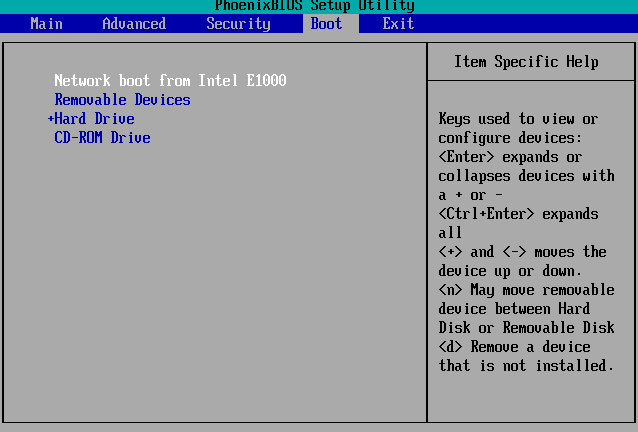 PhoenixBIOS Setup Utility
Main Advanced Security Boot Exit
Network boot from Intel E1000
Removable Devices
+Hard Drive
CD-ROM Drive
Item Specific Help
Keys used to view or
configure devices:
<Enter> expands or
collapses devices with
a + or -
<Ctrl+Enter> expands
all
<+> and <-> moves the
device up or down.
<n> May move removable
device between Hard
Disk or Removable Disk
<d> Remove a device
that is not installed.